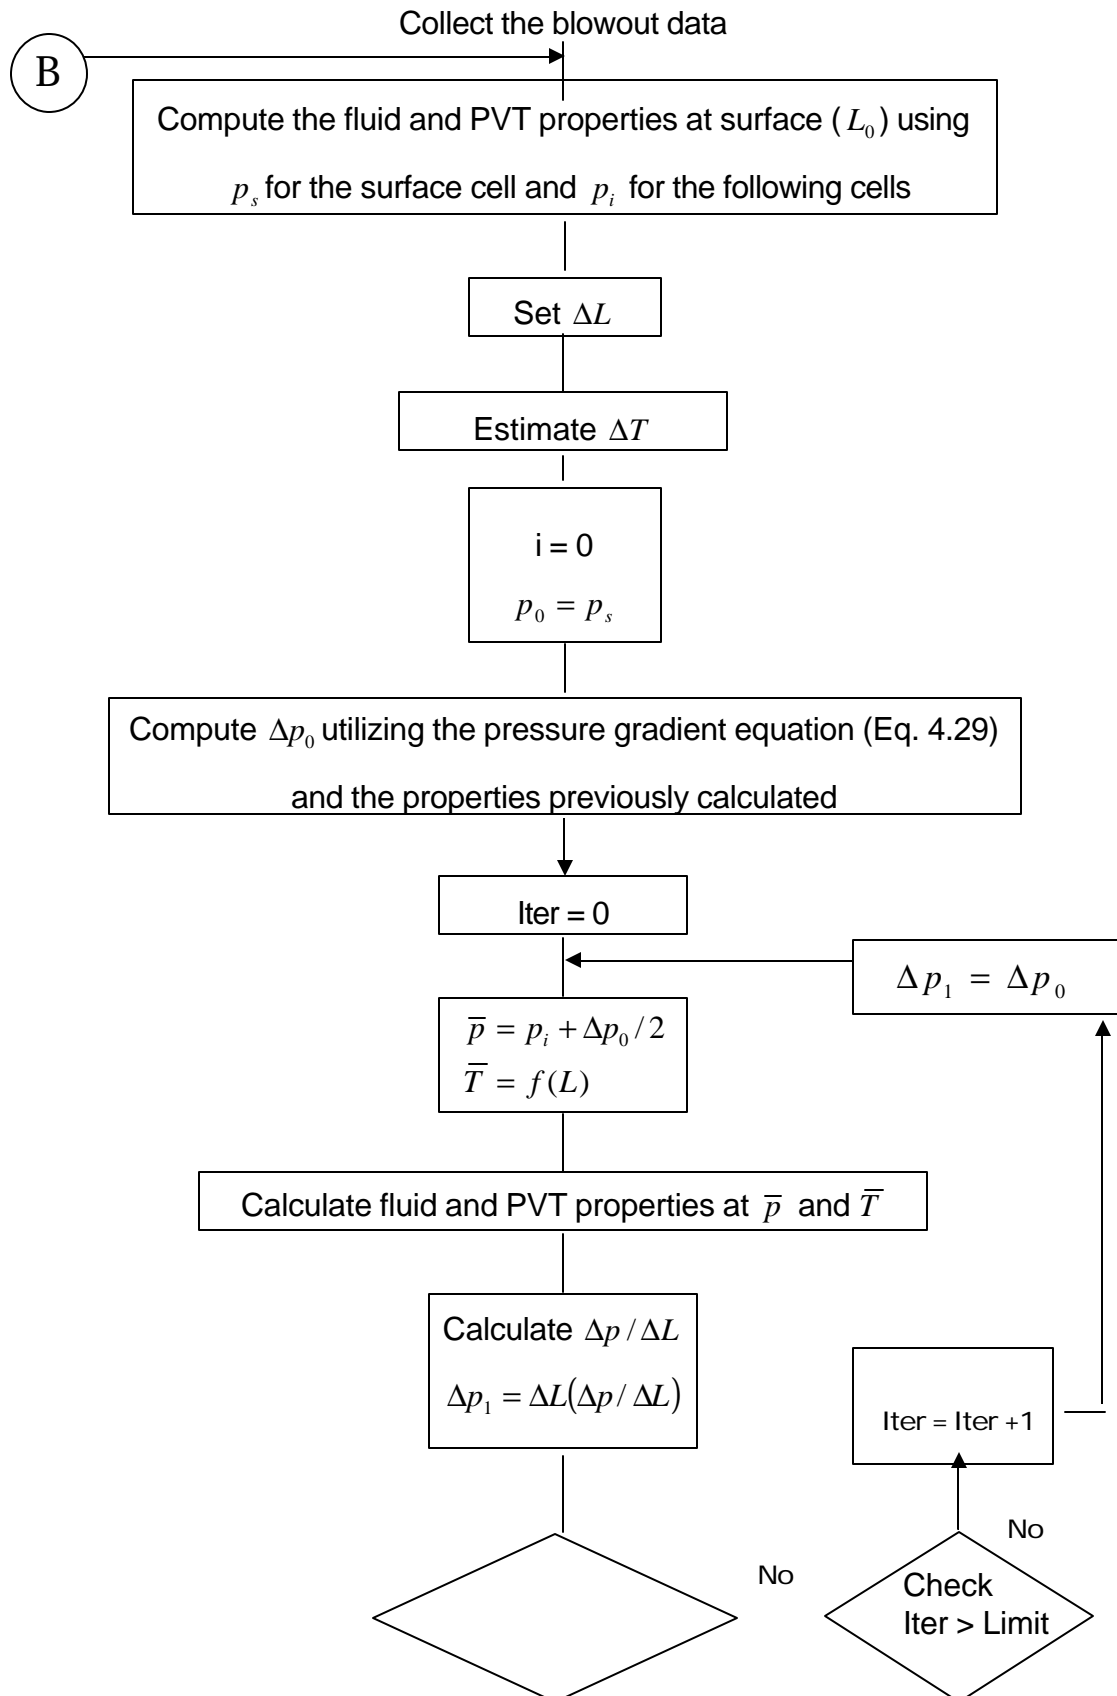 Collect the blowout data
B
Compute the fluid and PVT properties at surface ( L₀ ) using
pₛ for the surface cell and pᵢ for the following cells
Set ΔL
Estimate ΔT
i = 0
p₀ = pₛ
Compute Δp₀ utilizing the pressure gradient equation (Eq. 4.29)
and the properties previously calculated
Iter = 0
Δp₁ = Δp₀
p̅ = pᵢ + Δp₀ / 2
T̅ = f(L)
Calculate fluid and PVT properties at p̅ and T̅
Calculate Δp / ΔL
Δp₁ = ΔL(Δp / ΔL)
Iter = Iter +1
No
No
Check
Iter > Limit